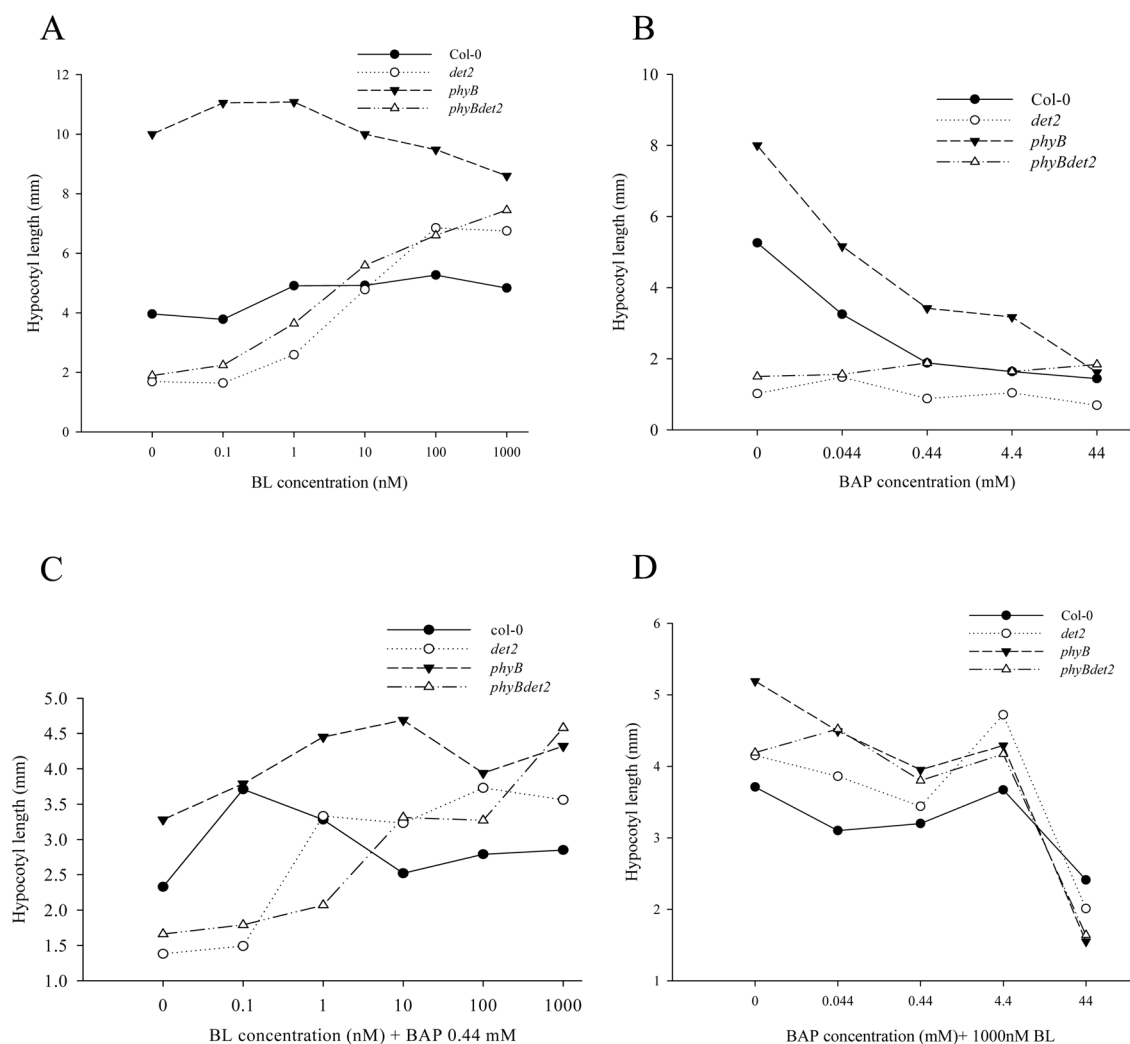 A
Col-0
det2
phyB
phyBdet2
12
10
8
6
4
2
0
Hypocotyl length (mm)
0 0.1 1 10 100 1000
BL concentration (nM)
B
Col-0
det2
phyB
phyBdet2
10
8
6
4
2
0
Hypocotyl length (mm)
0 0.044 0.44 4.4 44
BAP concentration (mM)
C
col-0
det2
phyB
phyBdet2
5.0
4.5
4.0
3.5
3.0
2.5
2.0
1.5
1.0
Hypocotyl length (mm)
0 0.1 1 10 100 1000
BL concentration (nM) + BAP 0.44 mM
D
Col-0
det2
phyB
phyBdet2
6
5
4
3
2
1
Hypocotyl length (mm)
0 0.044 0.44 4.4 44
BAP concentration (mM)+ 1000nM BL